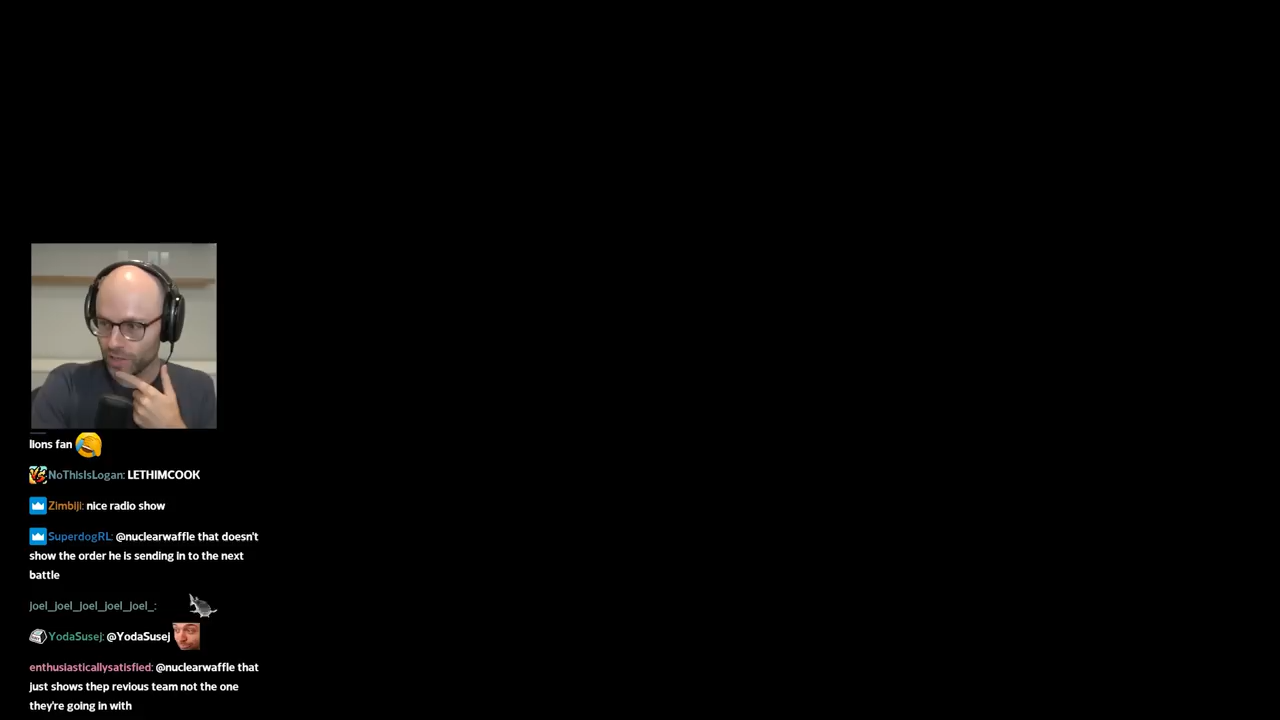 lions fan
NoThisIsLogan: LETHIMCOOK
Zimbiji: nice radio show
SuperdogRL: @nuclearwaffle that doesn't
show the order he is sending in to the next
battle
Joel_Joel_Joel_Joel_Joel_:
YodaSusej: @YodaSusej
enthusiasticallysatisfied: @nuclearwaffle that
just shows thep revious team not the one
they're going in with